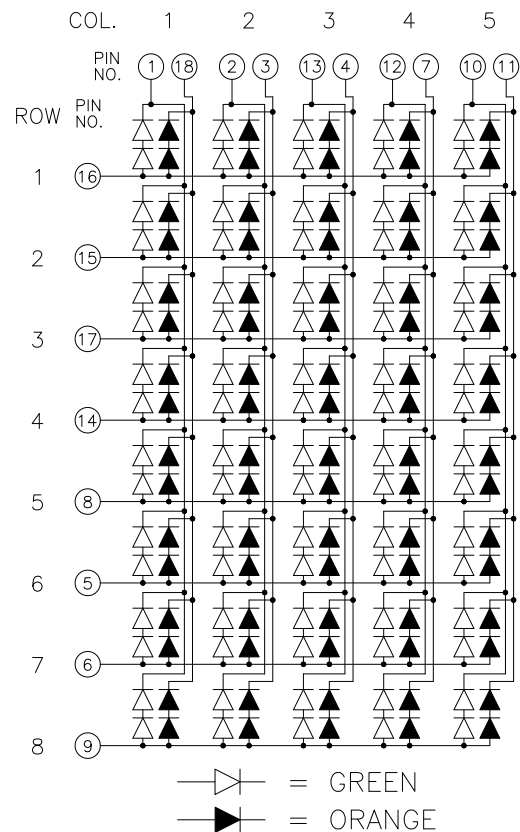 COL. 1 2 3 4 5
PIN NO. 1 18 2 3 13 4 12 7 10 11
ROW PIN NO.
1 16
2 15
3 17
4 14
5 8
6 5
7 6
8 9
= GREEN
= ORANGE